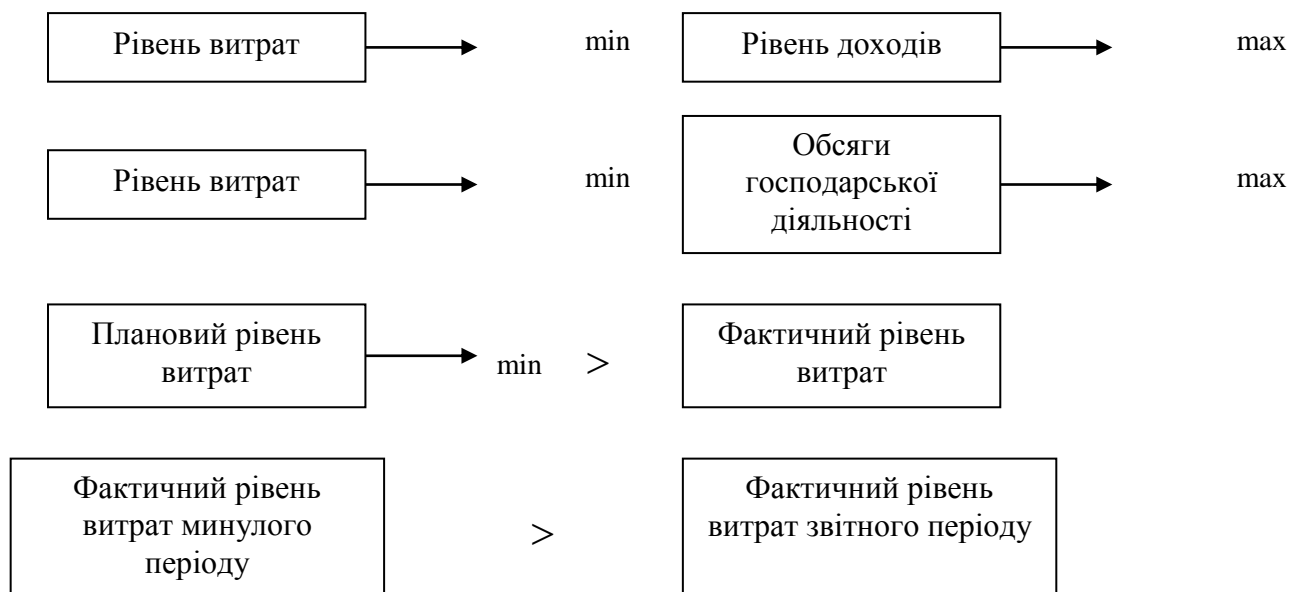 Рівень витрат
min
Рівень доходів
max
Рівень витрат
min
Обсяги
господарської
діяльності
max
Плановий рівень
витрат
min
>
Фактичний рівень
витрат
Фактичний рівень
витрат минулого
періоду
>
Фактичний рівень
витрат звітного періоду